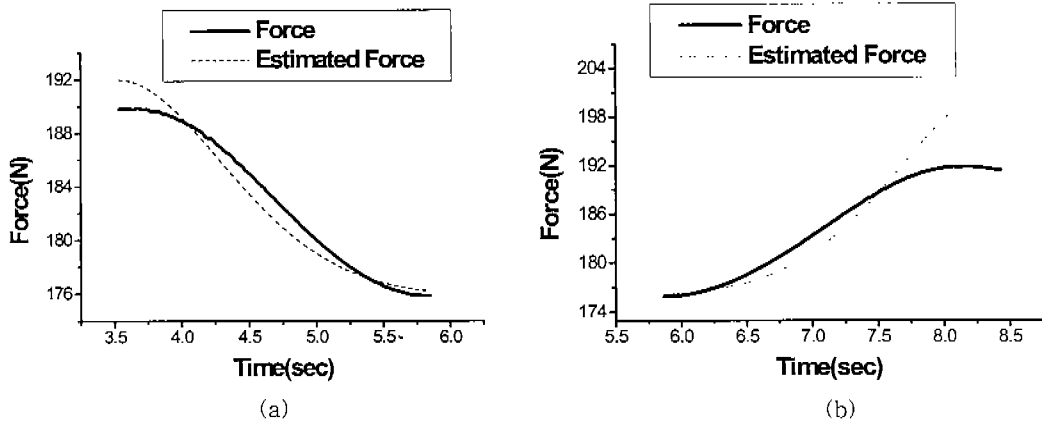 Force
Estimated Force
Force(N)
192
188
184
180
176
3.5 4.0 4.5 5.0 5.5 6.0
Time(sec)
(a)
Force
Estimated Force
Force(N)
204
198
192
186
180
174
5.5 6.0 6.5 7.0 7.5 8.0 8.5
Time(sec)
(b)